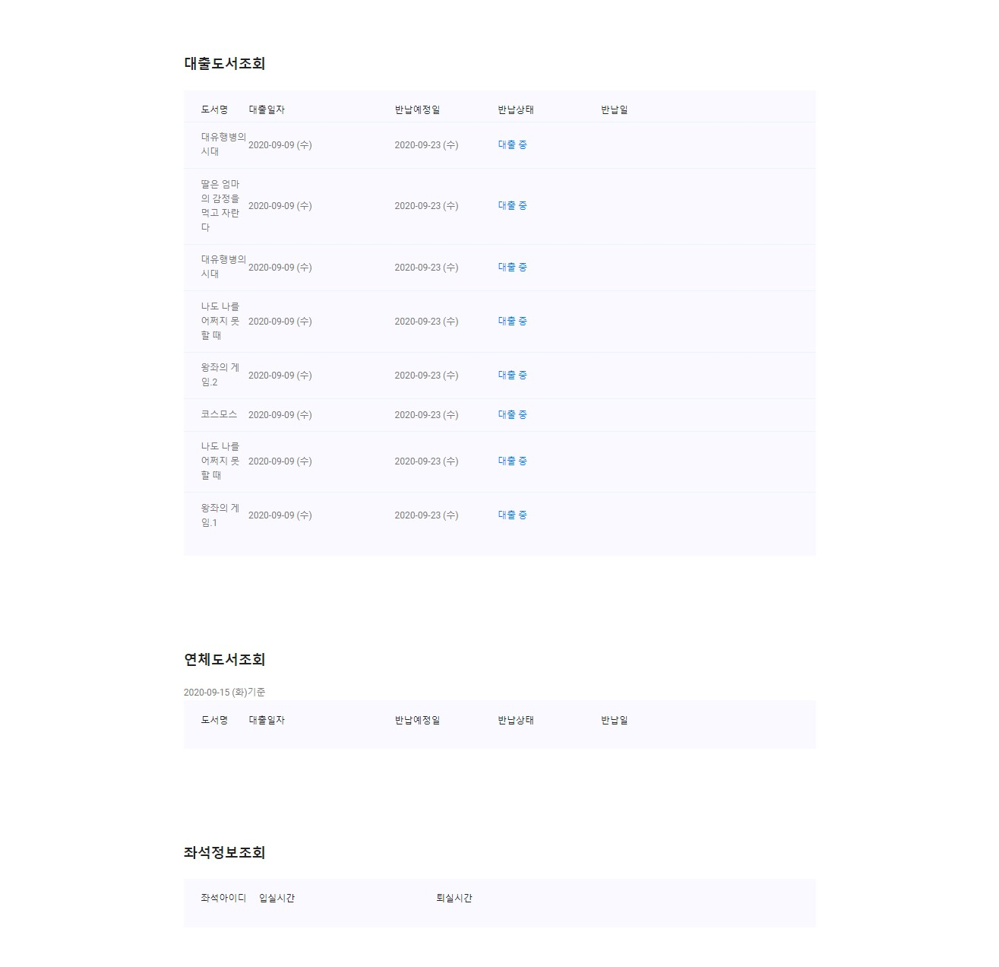 대출도서조회
도서명 대출일자 반납예정일 반납상태 반납일
대유행병의
시대
2020-09-09 (수) 2020-09-23 (수) 대출 중
딸은 엄마
의 감정을
먹고 자란
다
2020-09-09 (수) 2020-09-23 (수) 대출 중
대유행병의
시대
2020-09-09 (수) 2020-09-23 (수) 대출 중
나도 나를
어쩌지 못
할 때
2020-09-09 (수) 2020-09-23 (수) 대출 중
왕좌의 게
임.2
2020-09-09 (수) 2020-09-23 (수) 대출 중
코스모스 2020-09-09 (수) 2020-09-23 (수) 대출 중
나도 나를
어쩌지 못
할 때
2020-09-09 (수) 2020-09-23 (수) 대출 중
왕좌의 게
임.1
2020-09-09 (수) 2020-09-23 (수) 대출 중
연체도서조회
2020-09-15 (화)기준
도서명 대출일자 반납예정일 반납상태 반납일
좌석정보조회
좌석아이디 입실시간 퇴실시간